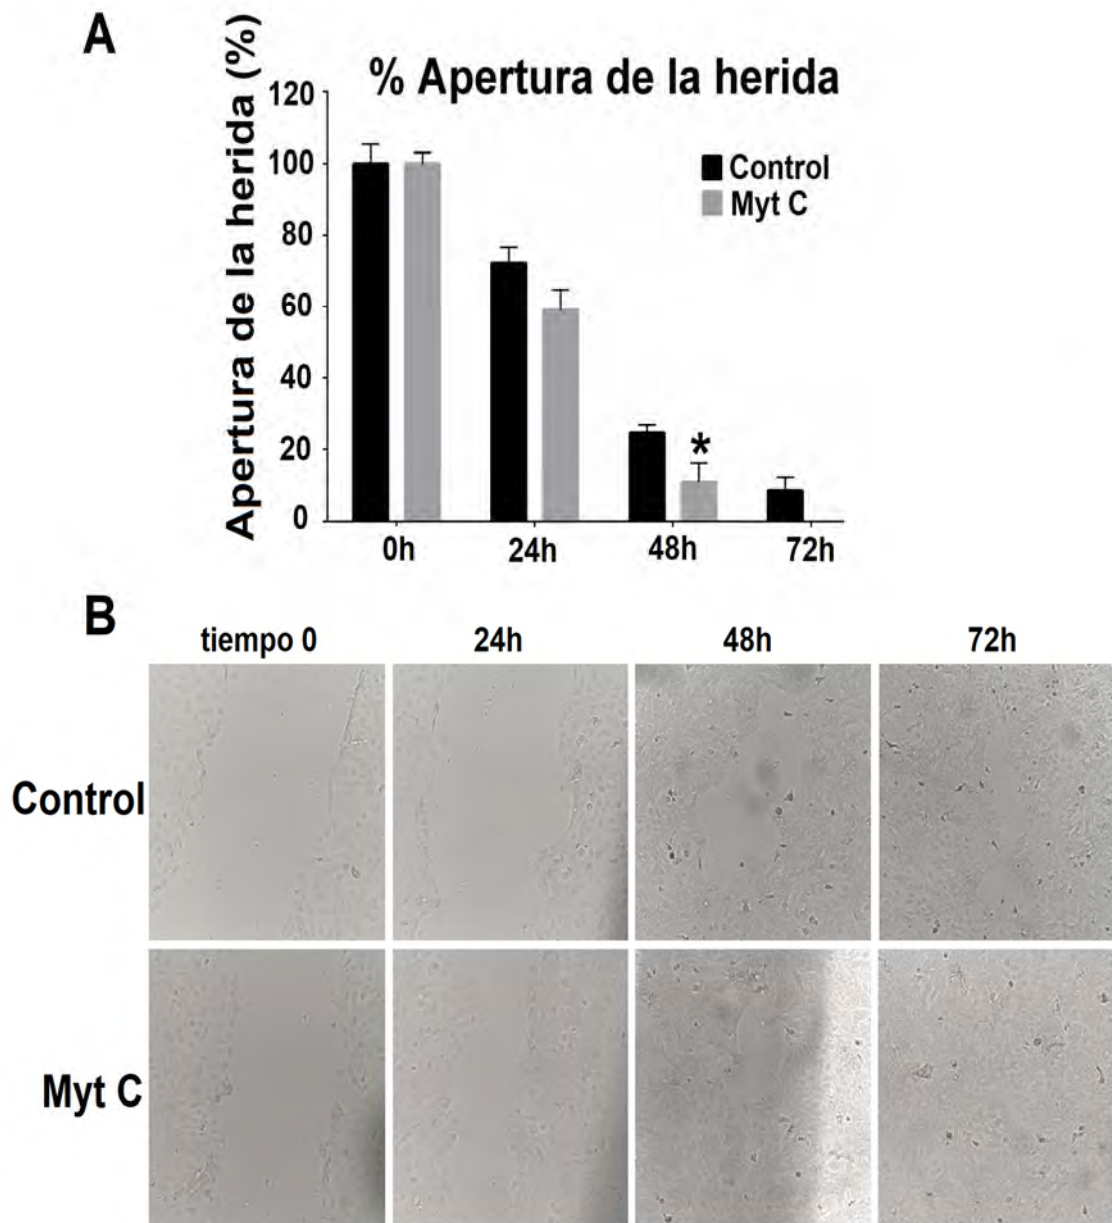 A
% Apertura de la herida
Apertura de la herida (%)
120
100
80
60
40
20
0
Control
Myt C
0h
24h
48h
72h
B
tiempo 0
24h
48h
72h
Control
Myt C
*